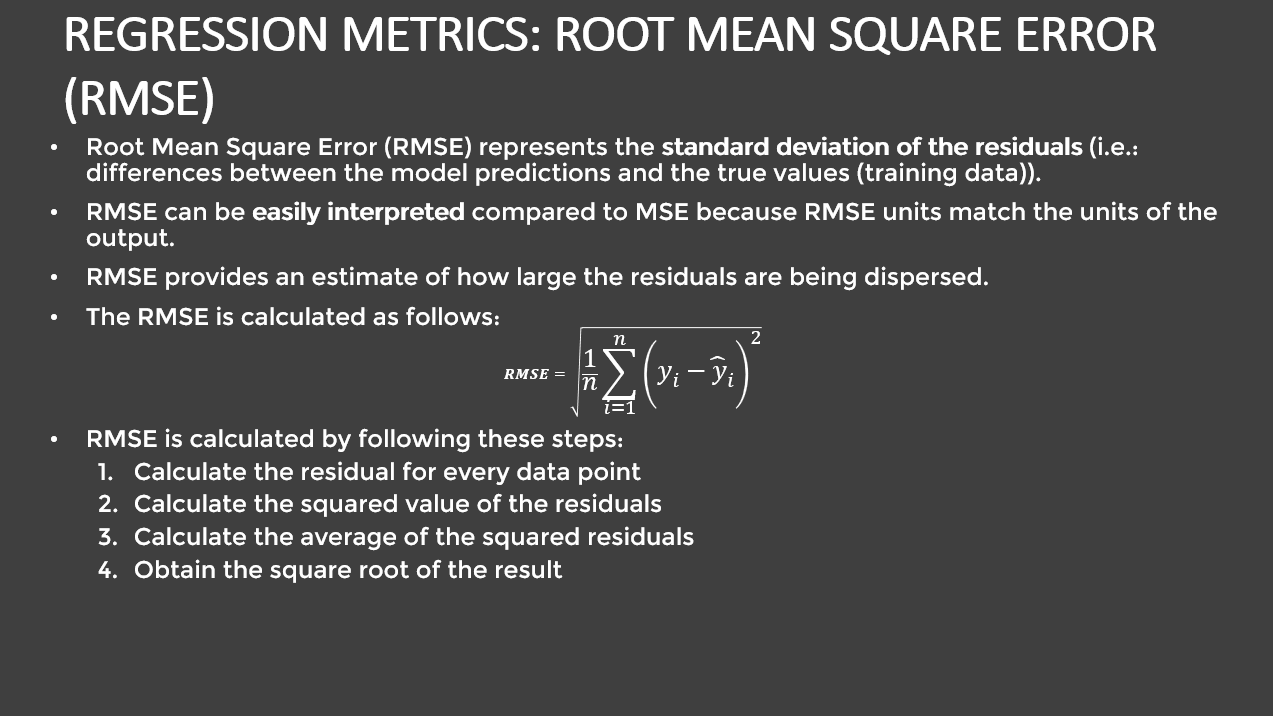 REGRESSION METRICS: ROOT MEAN SQUARE ERROR
(RMSE)
• Root Mean Square Error (RMSE) represents the standard deviation of the residuals (i.e.:
differences between the model predictions and the true values (training data)).
• RMSE can be easily interpreted compared to MSE because RMSE units match the units of the
output.
• RMSE provides an estimate of how large the residuals are being dispersed.
• The RMSE is calculated as follows:
$RMSE = \sqrt{\frac{1}{n}\sum_{i=1}^{n}\left(y_i - \widehat{y}_i\right)^2}$
• RMSE is calculated by following these steps:
1. Calculate the residual for every data point
2. Calculate the squared value of the residuals
3. Calculate the average of the squared residuals
4. Obtain the square root of the result